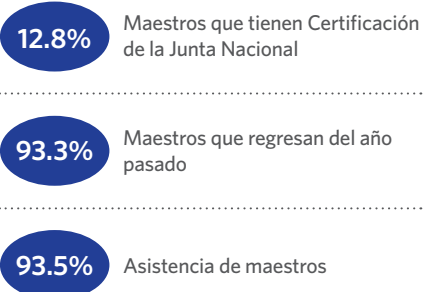 12.8%
Maestros que tienen Certificación
de la Junta Nacional
93.3%
Maestros que regresan del año
pasado
93.5%
Asistencia de maestros